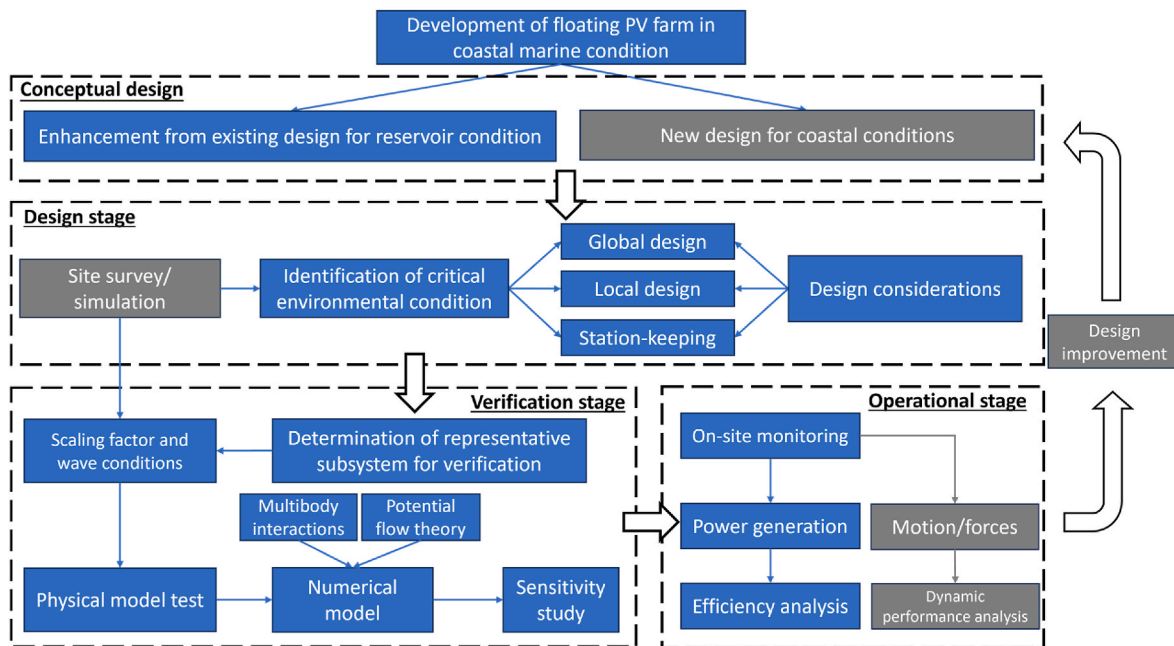 Development of floating PV farm in
coastal marine condition
Conceptual design
Enhancement from existing design for reservoir condition
New design for coastal conditions
Design stage
Site survey/
simulation
Identification of critical
environmental condition
Global design
Local design
Station-keeping
Design considerations
Design
improvement
Verification stage
Scaling factor and
wave conditions
Determination of representative
subsystem for verification
Multibody
interactions
Potential
flow theory
Physical model test
Numerical
model
Sensitivity
study
Operational stage
On-site monitoring
Power generation
Motion/forces
Efficiency analysis
Dynamic
performance analysis